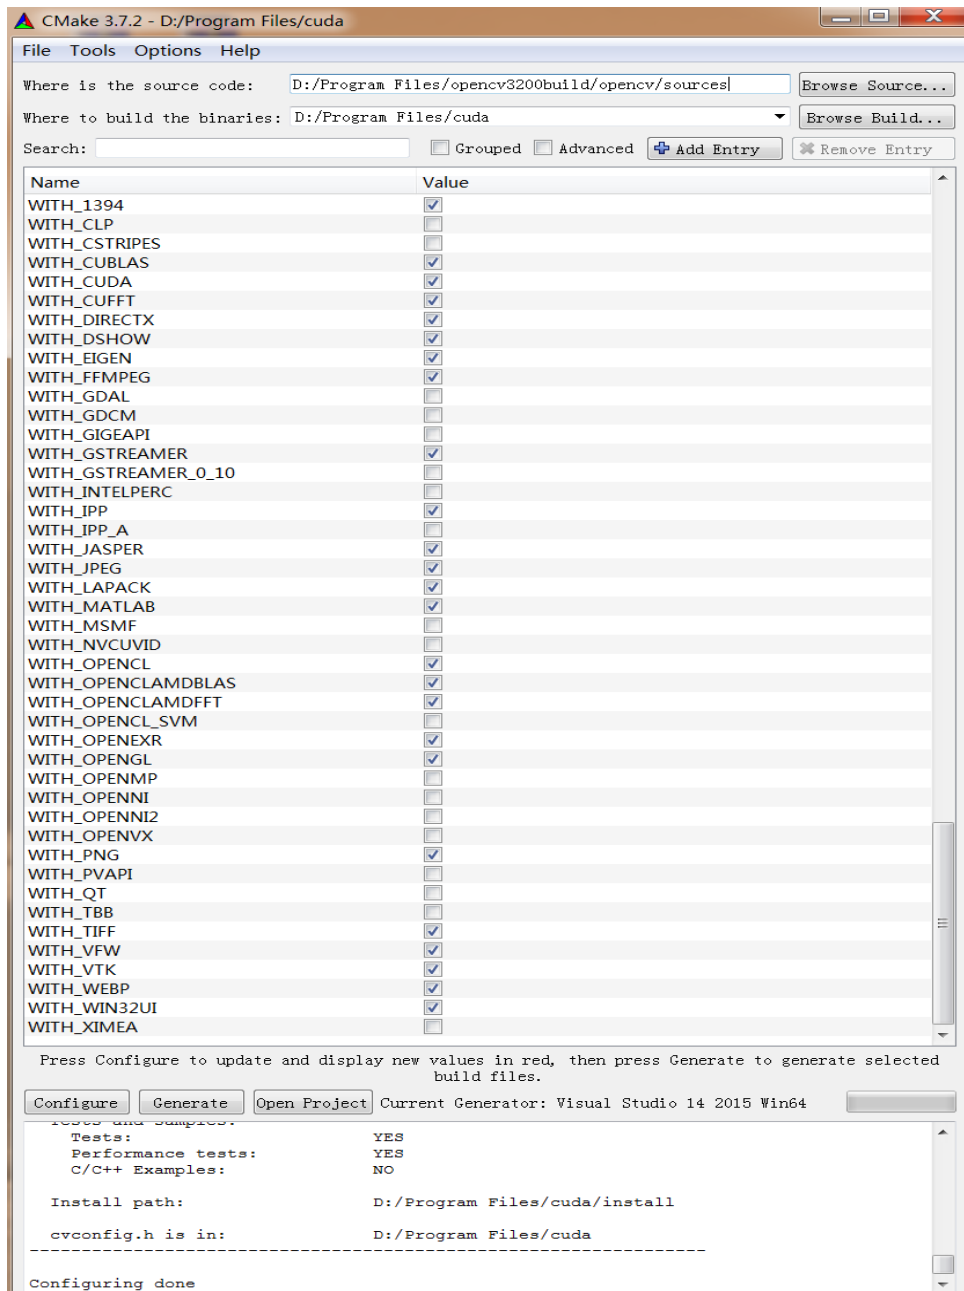 CMake 3.7.2 - D:/Program Files/cuda
File Tools Options Help
Where is the source code: D:/Program Files/opencv3200build/opencv/sources Browse Source...
Where to build the binaries: D:/Program Files/cuda Browse Build...
Search: Grouped Advanced Add Entry Remove Entry
Name Value
WITH_1394
WITH_CLP
WITH_CSTRIPES
WITH_CUBLAS
WITH_CUDA
WITH_CUFFT
WITH_DIRECTX
WITH_DSHOW
WITH_EIGEN
WITH_FFMPEG
WITH_GDAL
WITH_GDCM
WITH_GIGEAPI
WITH_GSTREAMER
WITH_GSTREAMER_0_10
WITH_INTELPERC
WITH_IPP
WITH_IPP_A
WITH_JASPER
WITH_JPEG
WITH_LAPACK
WITH_MATLAB
WITH_MSMF
WITH_NVCUVID
WITH_OPENCL
WITH_OPENCLAMDBLAS
WITH_OPENCLAMDFFT
WITH_OPENCL_SVM
WITH_OPENEXR
WITH_OPENGL
WITH_OPENMP
WITH_OPENNI
WITH_OPENNI2
WITH_OPENVX
WITH_PNG
WITH_PVAPI
WITH_QT
WITH_TBB
WITH_TIFF
WITH_VFW
WITH_VTK
WITH_WEBP
WITH_WIN32UI
WITH_XIMEA
Press Configure to update and display new values in red, then press Generate to generate selected
build files.
Configure Generate Open Project Current Generator: Visual Studio 14 2015 Win64
Tests and samples:
Tests: YES
Performance tests: YES
C/C++ Examples: NO
Install path: D:/Program Files/cuda/install
cvconfig.h is in: D:/Program Files/cuda
-----------------------------------------------------------------
Configuring done